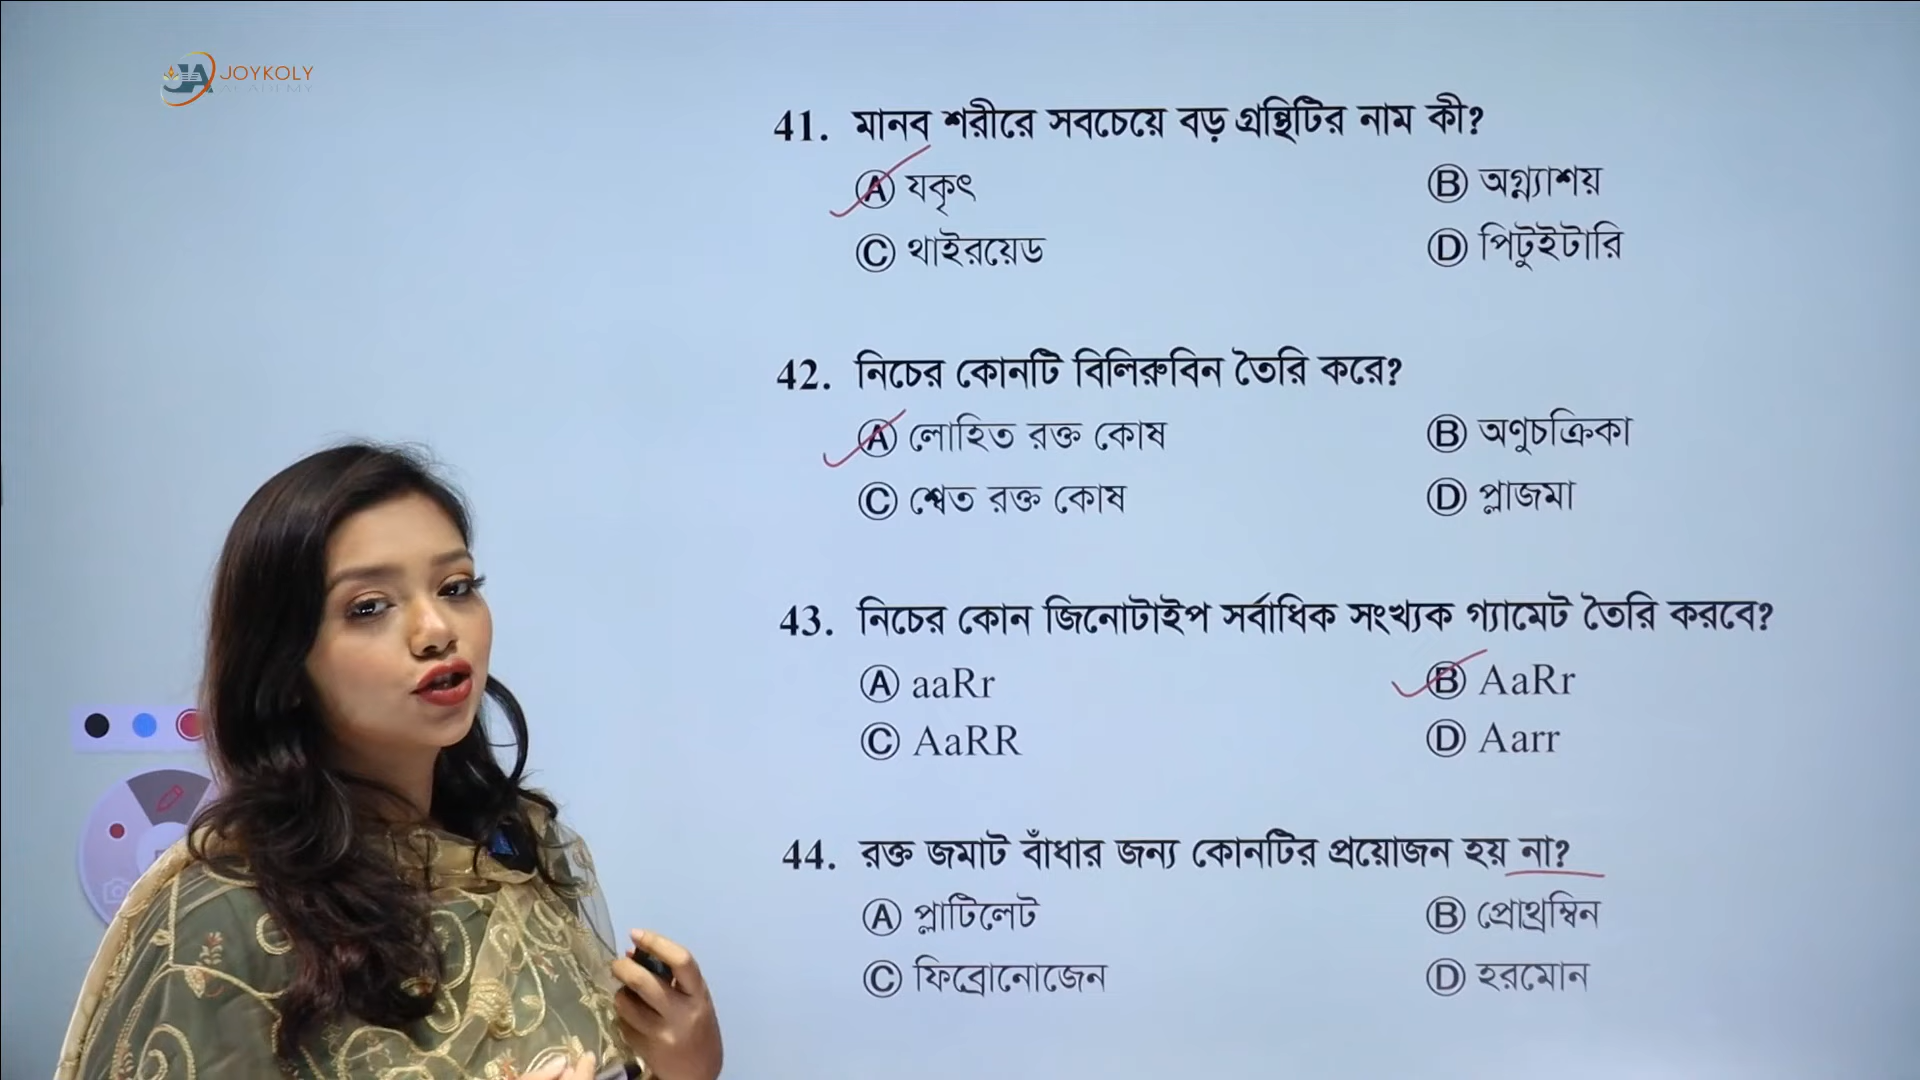 JOYKOLY
ACADEMY
41. মানব শরীরে সবচেয়ে বড় গ্রন্থিটির নাম কী?
Ⓐ যকৃৎ Ⓑ অগ্ন্যাশয়
Ⓒ থাইরয়েড Ⓓ পিটুইটারি
42. নিচের কোনটি বিলিরুবিন তৈরি করে?
Ⓐ লোহিত রক্ত কোষ Ⓑ অণুচক্রিকা
Ⓒ শ্বেত রক্ত কোষ Ⓓ প্লাজমা
43. নিচের কোন জিনোটাইপ সর্বাধিক সংখ্যক গ্যামেট তৈরি করবে?
Ⓐ aaRr Ⓑ AaRr
Ⓒ AaRR Ⓓ Aarr
44. রক্ত জমাট বাঁধার জন্য কোনটির প্রয়োজন হয় না?
Ⓐ প্লাটিলেট Ⓑ প্রোথ্রম্বিন
Ⓒ ফিব্রোনোজেন Ⓓ হরমোন